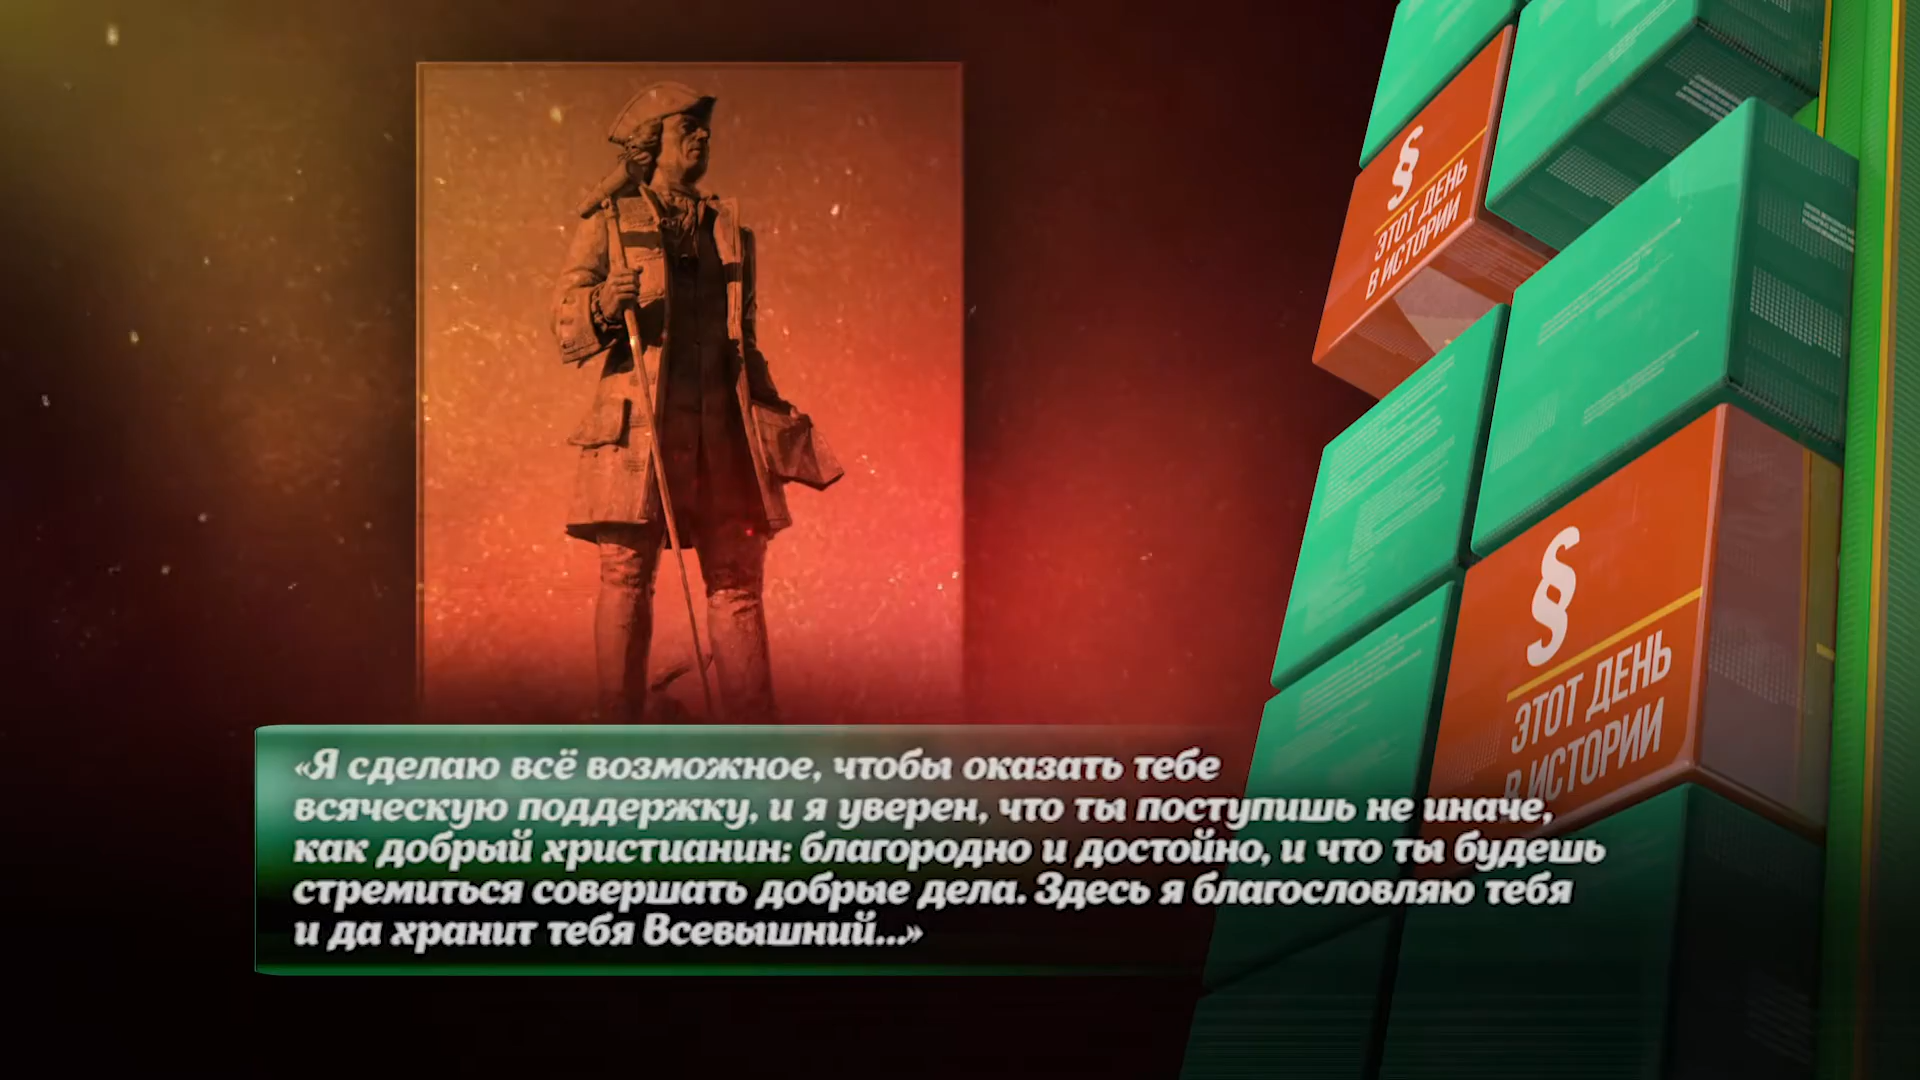 §
ЭТОТ ДЕНЬ
В ИСТОРИИ
§
ЭТОТ ДЕНЬ
В ИСТОРИИ
«Я сделаю всё возможное, чтобы оказать тебе
всяческую поддержку, и я уверен, что ты поступишь не иначе,
как добрый христианин: благородно и достойно, и что ты будешь
стремиться совершать добрые дела. Здесь я благословляю тебя
и да хранит тебя Всевышний...»